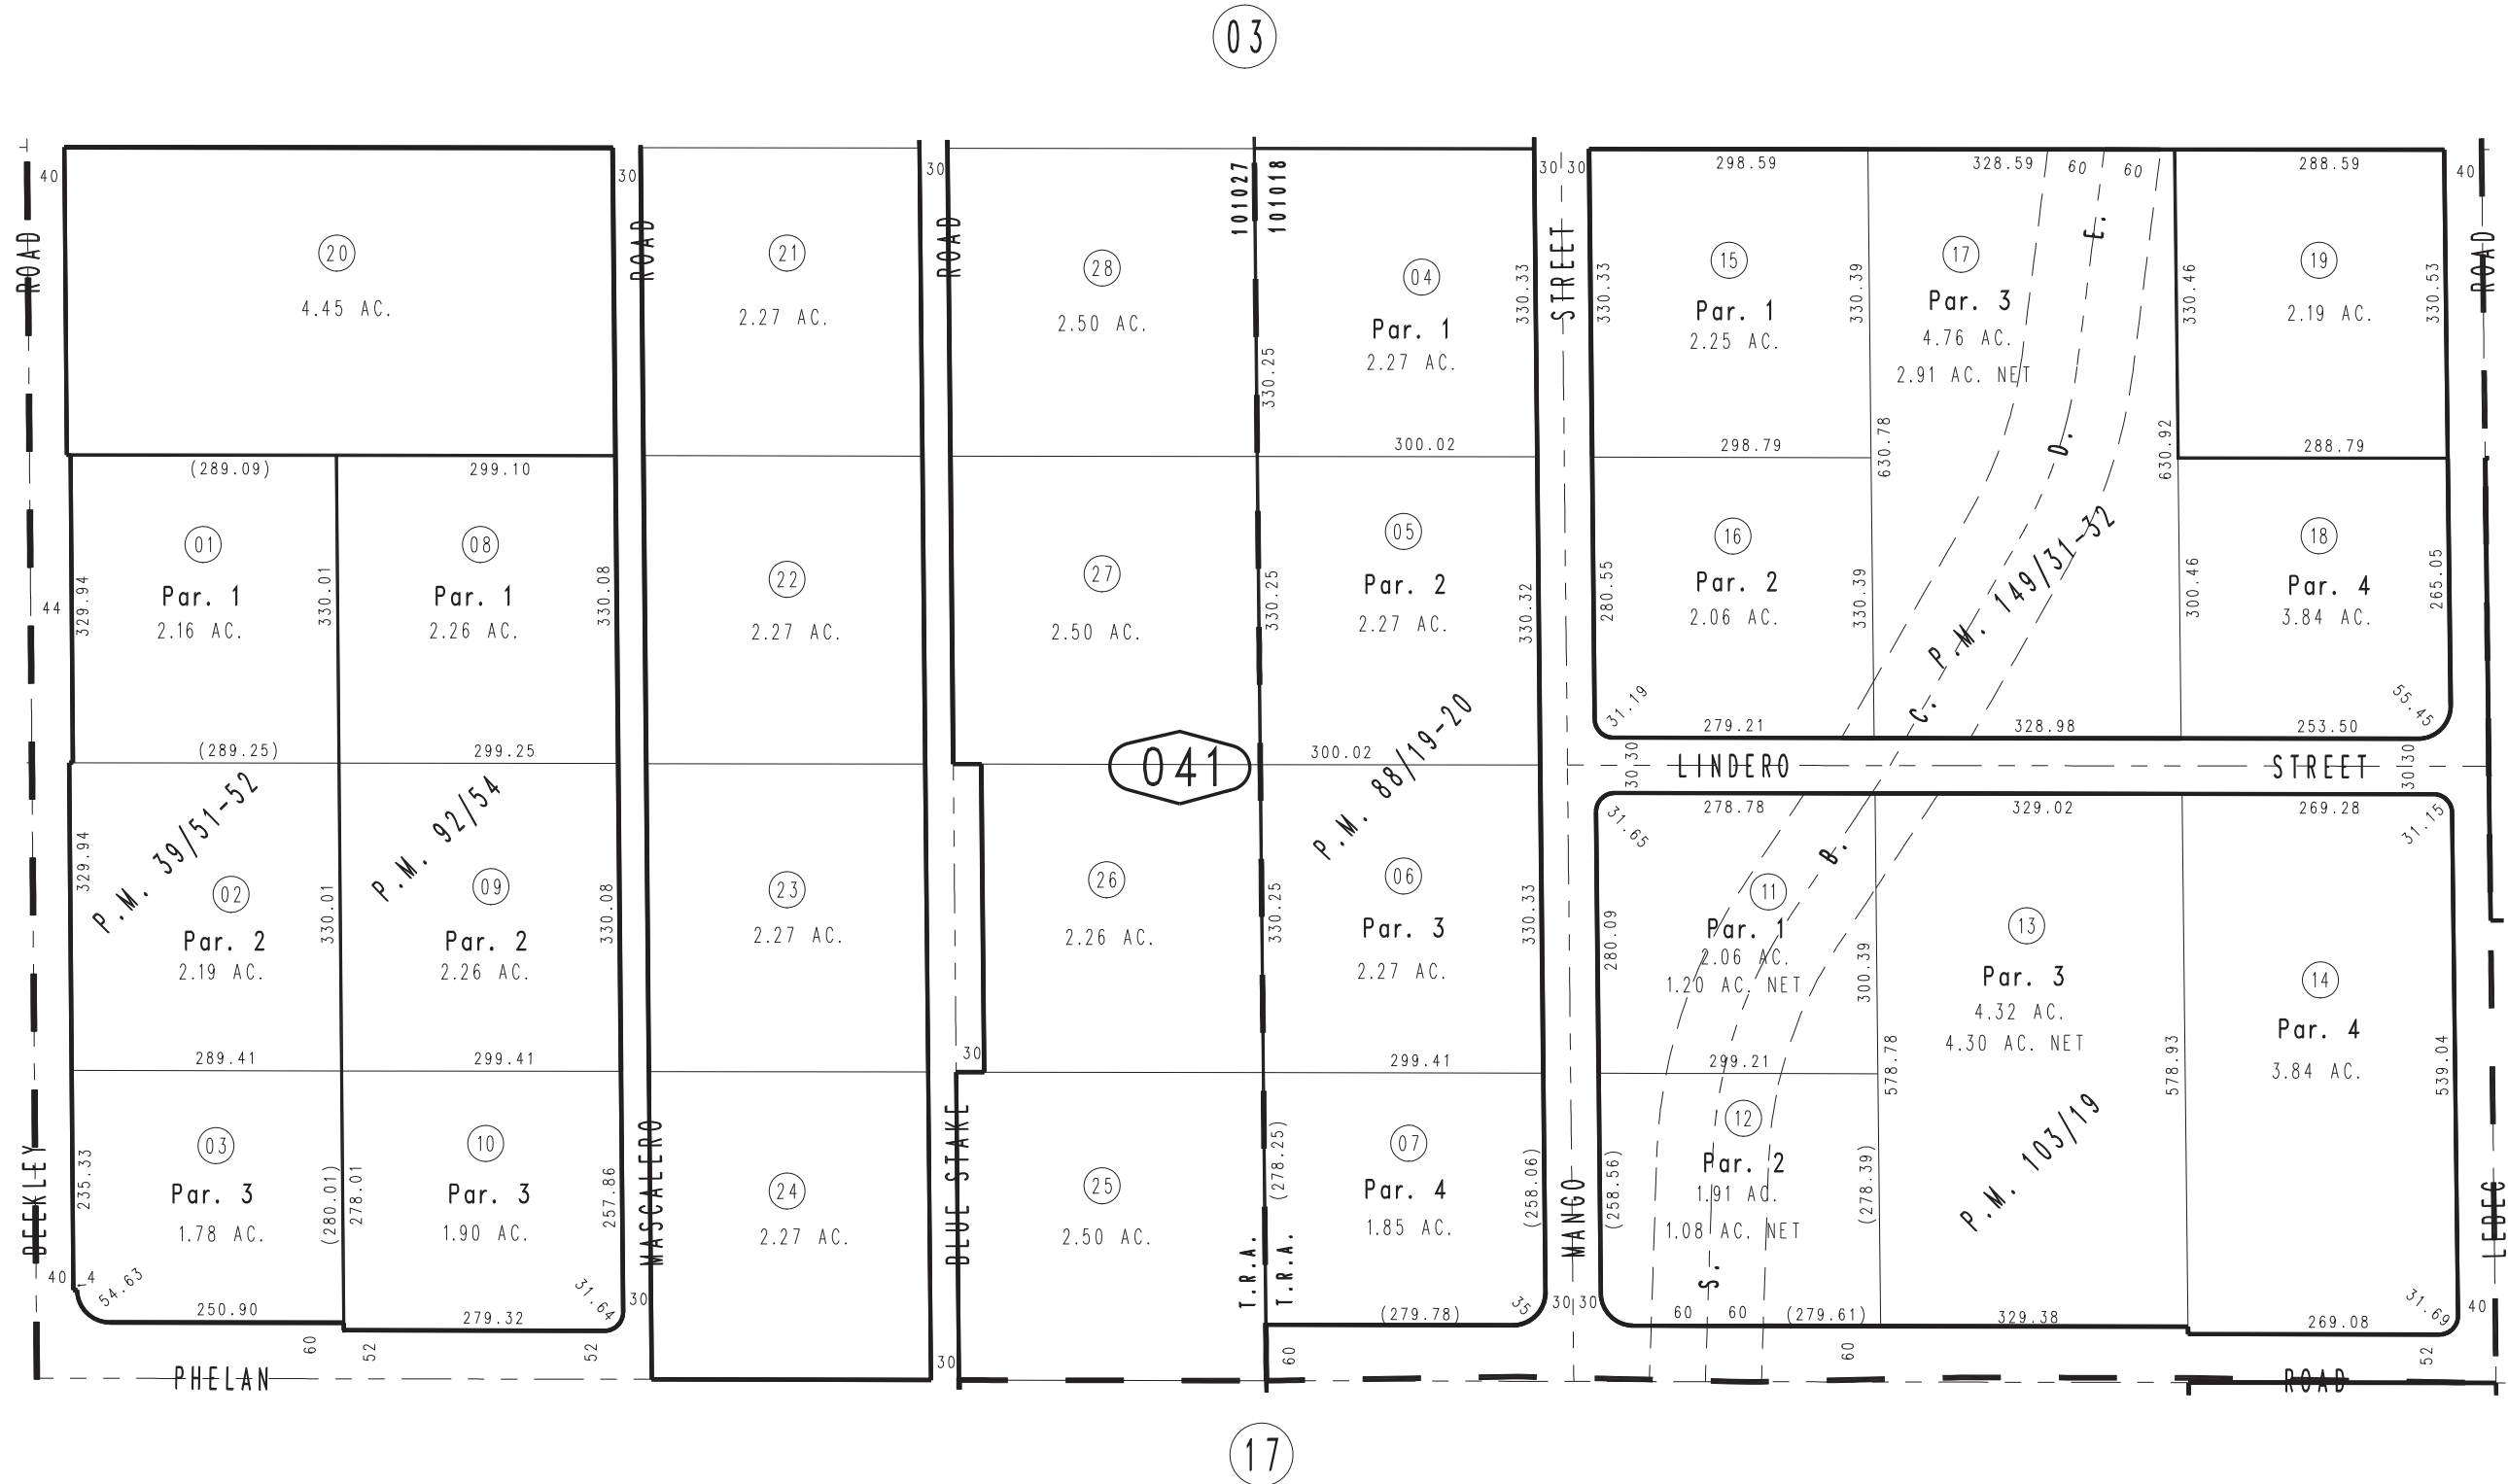 03
40
30
30
101027
101018
30 30
298.59
328.59
60
60
288.59
40
ROAD
ROAD
ROAD
STREET
ROAD
20
4.45 AC.
21
2.27 AC.
28
2.50 AC.
330.25
04
Par. 1
2.27 AC.
330.33
300.02
330.33
15
Par. 1
2.25 AC.
330.39
298.79
17
Par. 3
4.76 AC.
2.91 AC. NET
630.78
630.92
330.46
19
2.19 AC.
330.53
288.79
(289.09)
299.10
44
329.94
01
Par. 1
2.16 AC.
330.01
08
Par. 1
2.26 AC.
330.08
(289.25)
299.25
22
2.27 AC.
27
2.50 AC.
330.25
05
Par. 2
2.27 AC.
330.32
300.02
280.55
16
Par. 2
2.06 AC.
330.39
31.19
279.21
P.M. 149/31-32
328.98
300.46
18
Par. 4
3.84 AC.
265.05
55.45
253.50
041
P.M. 88/19-20
30 30
LINDERO
STREET
30 30
P.M. 39/51-52
P.M. 92/54
329.94
02
Par. 2
2.19 AC.
330.01
09
Par. 2
2.26 AC.
330.08
289.41
299.41
23
2.27 AC.
26
2.26 AC.
30
330.25
06
Par. 3
2.27 AC.
330.33
299.41
278.78
31.65
280.09
11
Par. 1
2.06 AC.
1.20 AC. NET
300.39
299.21
329.02
13
Par. 3
4.32 AC.
4.30 AC. NET
578.78
578.93
P.M. 103/19
269.28
31.15
14
Par. 4
3.84 AC.
539.04
BEEKLEY
235.33
03
Par. 3
1.78 AC.
(280.01)
278.01
10
Par. 3
1.90 AC.
257.86
MASCALERO
24
2.27 AC.
BLUE STAKE
25
2.50 AC.
T.R.A.
T.R.A.
(278.25)
07
Par. 4
1.85 AC.
(258.06)
MANGO
(258.56)
12
Par. 2
1.91 AC.
1.08 AC. NET
(278.39)
S. B. C. D. E.
LEBEC
40
4
54.63
250.90
31.64
279.32
30
(279.78)
35
30 30
60
60
(279.61)
329.38
31.69
269.08
40
60
52
52
30
60
60
52
PHELAN
ROAD
17